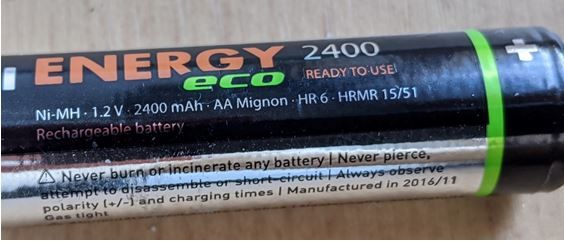 ENERGY 2400
eco READY TO USE
Ni-MH · 1.2 V · 2400 mAh · AA Mignon · HR 6 · HRMR 15/51
Rechargeable battery
⚠ Never burn or incinerate any battery | Never pierce,
attempt to disassemble or short-circuit | Always observe
polarity (+/-) and charging times | Manufactured in 2016/11
Gas tight
+